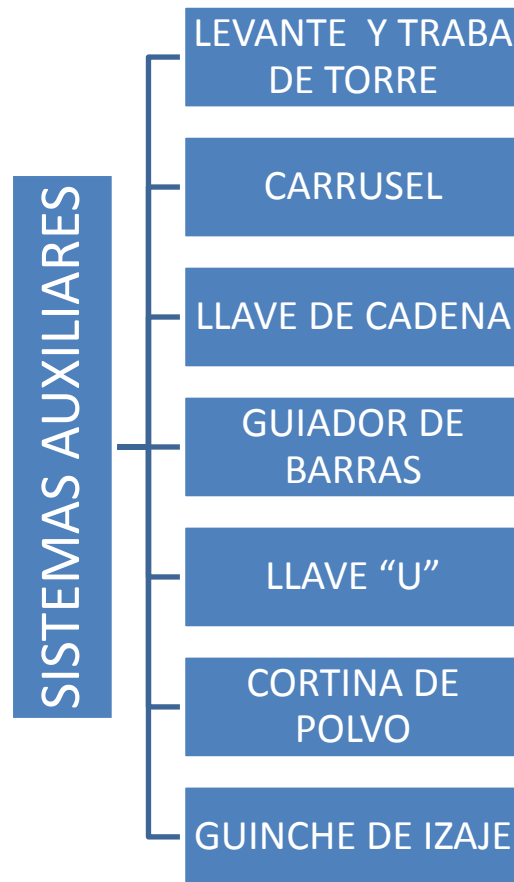 SISTEMAS AUXILIARES
LEVANTE Y TRABA
DE TORRE
CARRUSEL
LLAVE DE CADENA
GUIADOR DE
BARRAS
LLAVE “U”
CORTINA DE
POLVO
GUINCHE DE IZAJE